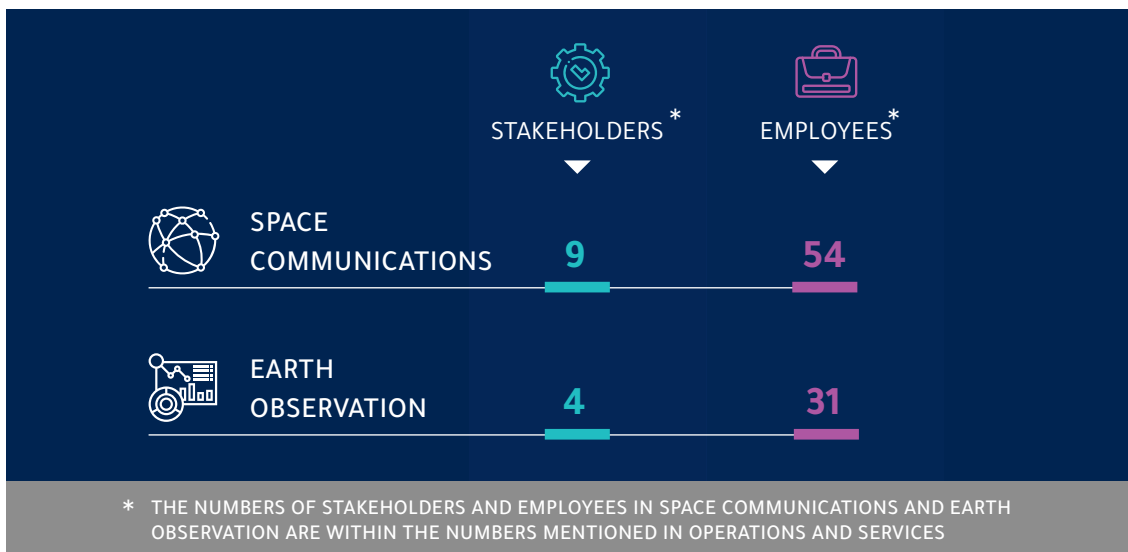 STAKEHOLDERS * EMPLOYEES*
SPACE
COMMUNICATIONS 9 54
EARTH
OBSERVATION 4 31
* THE NUMBERS OF STAKEHOLDERS AND EMPLOYEES IN SPACE COMMUNICATIONS AND EARTH
OBSERVATION ARE WITHIN THE NUMBERS MENTIONED IN OPERATIONS AND SERVICES